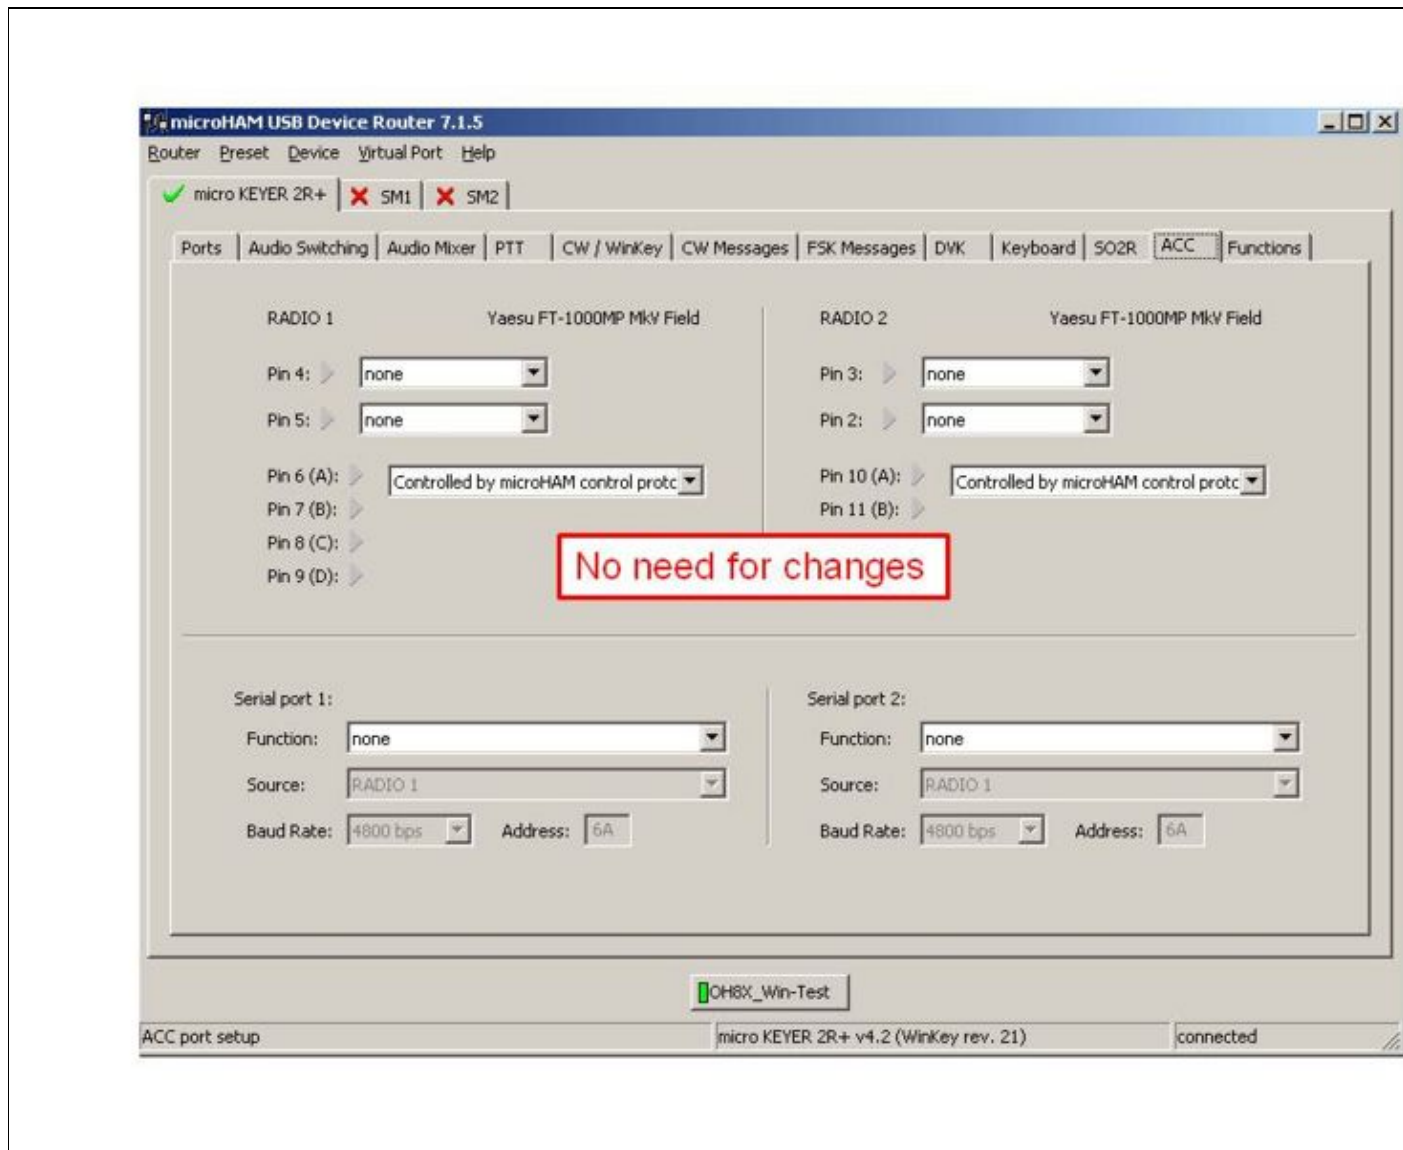 microHAM USB Device Router 7.1.5
Router Preset Device Virtual Port Help
micro KEYER 2R+ SM1 SM2
Ports Audio Switching Audio Mixer PTT CW / WinKey CW Messages FSK Messages DVK Keyboard SO2R ACC Functions
RADIO 1 Yaesu FT-1000MP MkV Field RADIO 2 Yaesu FT-1000MP MkV Field
Pin 4: none Pin 3: none
Pin 5: none Pin 2: none
Pin 6 (A): Controlled by microHAM control protc Pin 10 (A): Controlled by microHAM control protc
Pin 7 (B): Pin 11 (B):
Pin 8 (C):
No need for changes
Pin 9 (D):
Serial port 1: Serial port 2:
Function: none Function: none
Source: RADIO 1 Source: RADIO 1
Baud Rate: 4800 bps Address: 6A Baud Rate: 4800 bps Address: 6A
OH8X_Win-Test
ACC port setup micro KEYER 2R+ v4.2 (WinKey rev. 21) connected